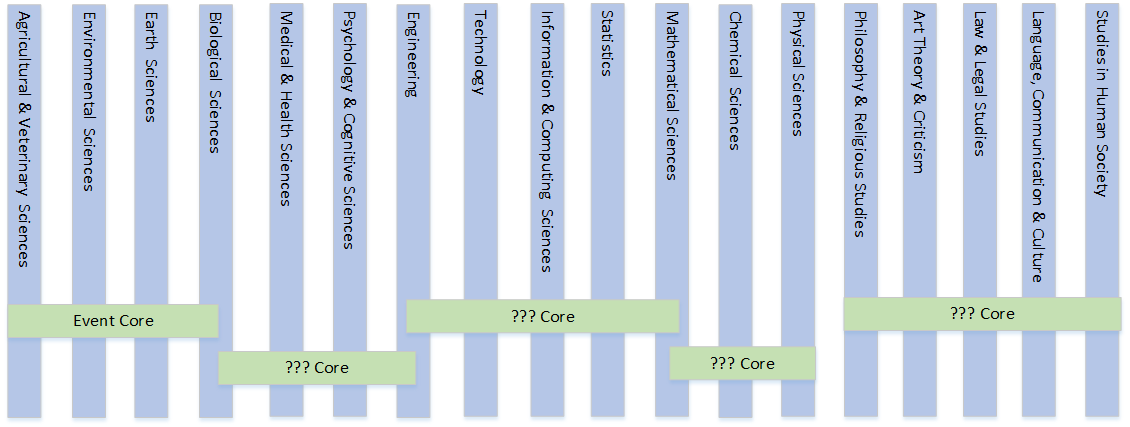 Agricultural & Veterinary Sciences
Environmental Sciences
Earth Sciences
Biological Sciences
Medical & Health Sciences
Psychology & Cognitive Sciences
Engineering
Technology
Information & Computing Sciences
Statistics
Mathematical Sciences
Chemical Sciences
Physical Sciences
Philosophy & Religious Studies
Art Theory & Criticism
Law & Legal Studies
Language, Communication & Culture
Studies in Human Society
Event Core
??? Core
??? Core
??? Core
??? Core